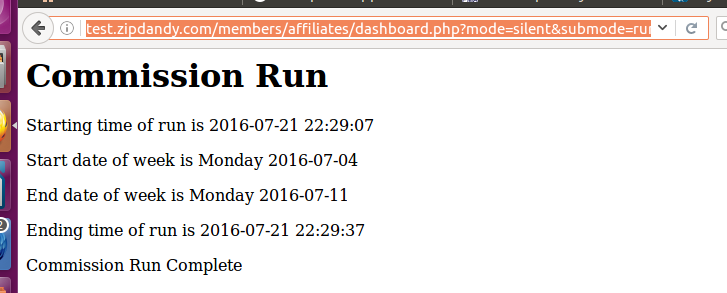 test.zipdandy.com/members/affiliates/dashboard.php?mode=silent&submode=ru
Commission Run
Starting time of run is 2016-07-21 22:29:07
Start date of week is Monday 2016-07-04
End date of week is Monday 2016-07-11
Ending time of run is 2016-07-21 22:29:37
Commission Run Complete